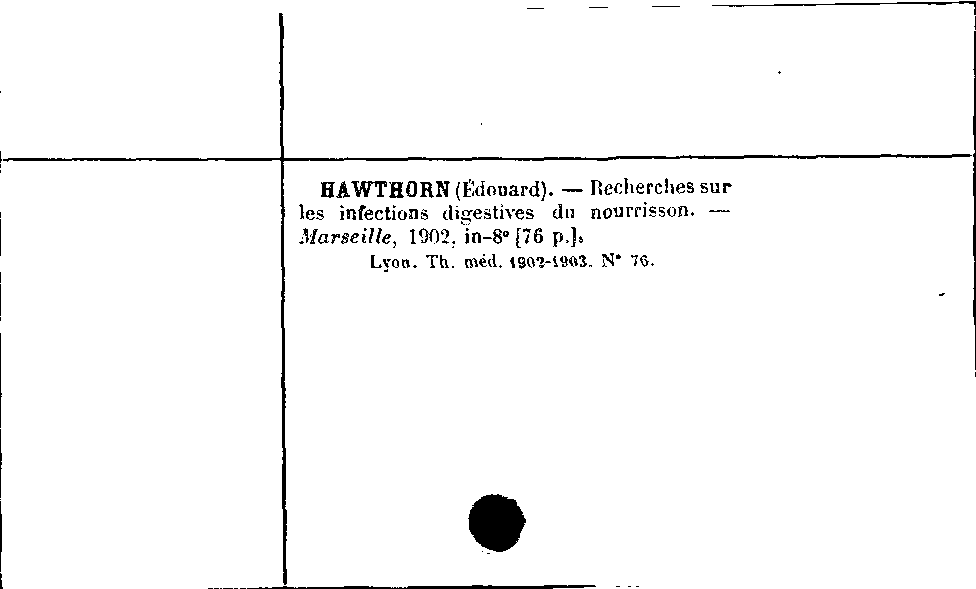 HAWTHORN (Édouard). — Recherches sur
les infections digestives du nourrisson. —
Marseille, 1902, in-8° [76 p.].
Lyon. Th. méd. 1902-1903. N° 76.